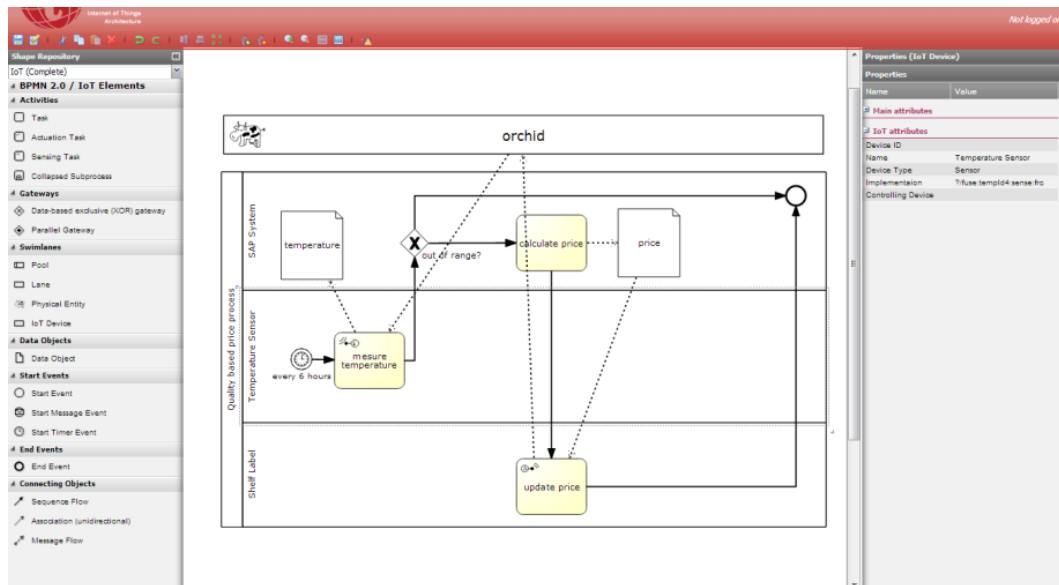 Internet of Things
Architecture
Not logged on
Shape Repository
IoT (Complete)
BPMN 2.0 / IoT Elements
Activities
Task
Actuation Task
Sensing Task
Collapsed Subprocess
Gateways
Data-based exclusive (XOR) gateway
Parallel Gateway
Swimlanes
Pool
Lane
Physical Entity
IoT Device
Data Objects
Data Object
Start Events
Start Event
Start Message Event
Start Timer Event
End Events
End Event
Connecting Objects
Sequence Flow
Association (unidirectional)
Message Flow
orchid
Quality based price process
SAP System
temperature
X
out of range?
calculate price
price
Temperature Sensor
every 6 hours
mesure
temperature
Shelf Label
update price
Properties (IoT Device)
Properties
Name Value
Main attributes
IoT attributes
Device ID
Name Temperature Sensor
Device Type Sensor
Implementaion
Controlling Device